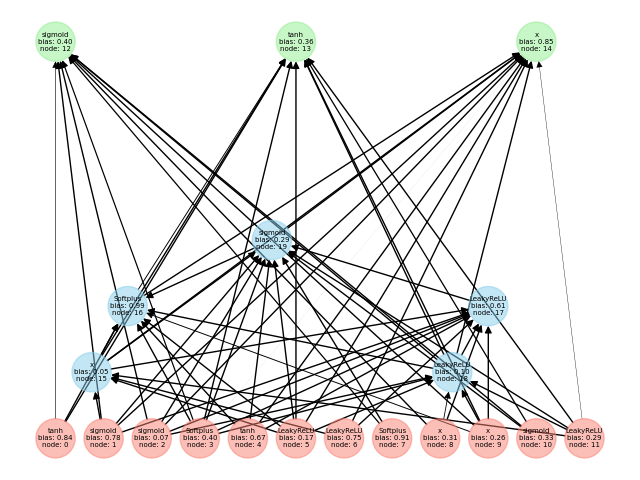 sigmoid
bias: 0.40
node: 12
tanh
bias: 0.36
node: 13
x
bias: 0.85
node: 14
sigmoid
bias: 0.29
node: 19
Softplus
bias: 0.99
node: 16
LeakyReLU
bias: 0.61
node: 17
x
bias: 0.05
node: 15
LeakyReLU
bias: 0.10
node: 18
tanh
bias: 0.84
node: 0
sigmoid
bias: 0.78
node: 1
sigmoid
bias: 0.07
node: 2
Softplus
bias: 0.40
node: 3
tanh
bias: 0.67
node: 4
LeakyReLU
bias: 0.17
node: 5
LeakyReLU
bias: 0.75
node: 6
Softplus
bias: 0.91
node: 7
x
bias: 0.31
node: 8
x
bias: 0.26
node: 9
sigmoid
bias: 0.33
node: 10
LeakyReLU
bias: 0.29
node: 11